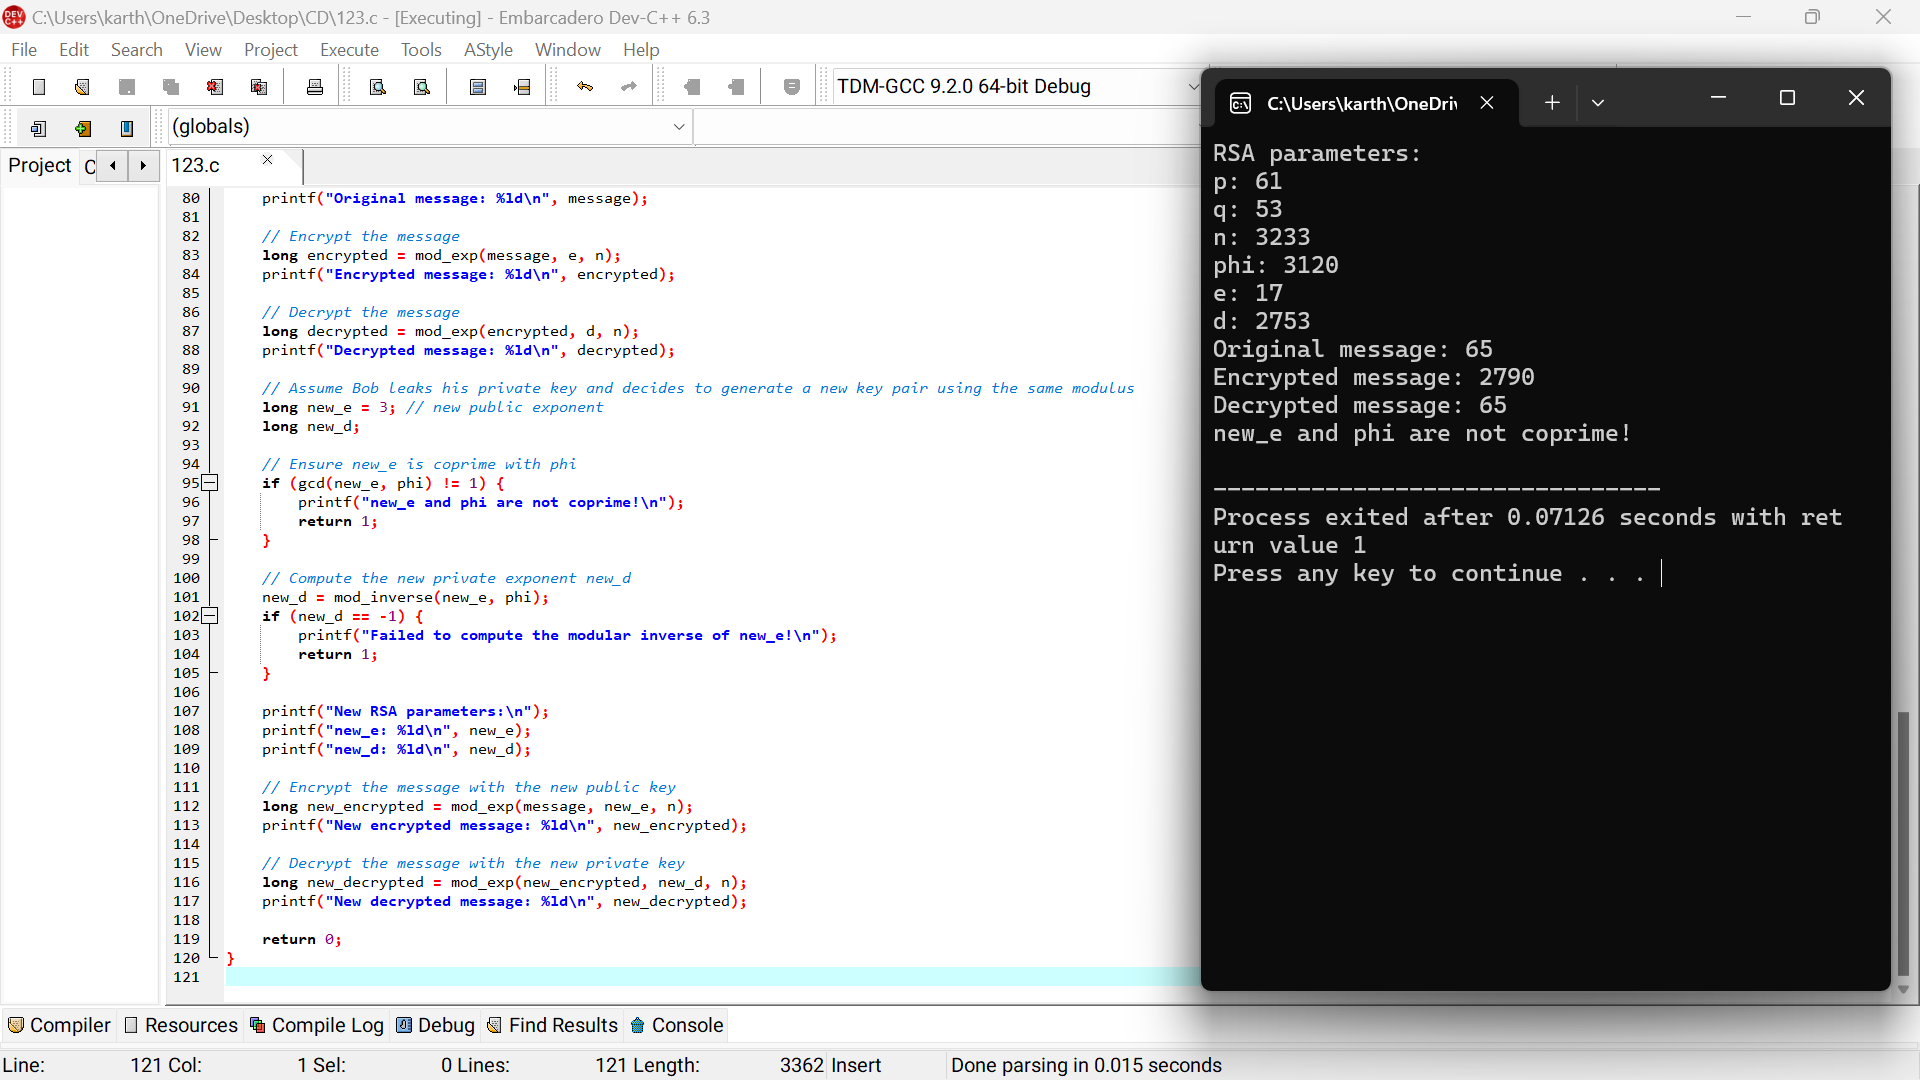 C:\Users\karth\OneDrive\Desktop\CD\123.c - [Executing] - Embarcadero Dev-C++ 6.3
File Edit Search View Project Execute Tools AStyle Window Help
TDM-GCC 9.2.0 64-bit Debug
(globals)
Project
123.c
80 printf("Original message: %ld\n", message);
81
82 // Encrypt the message
83 long encrypted = mod_exp(message, e, n);
84 printf("Encrypted message: %ld\n", encrypted);
85
86 // Decrypt the message
87 long decrypted = mod_exp(encrypted, d, n);
88 printf("Decrypted message: %ld\n", decrypted);
89
90 // Assume Bob leaks his private key and decides to generate a new key pair using the same modulus
91 long new_e = 3; // new public exponent
92 long new_d;
93
94 // Ensure new_e is coprime with phi
95 if (gcd(new_e, phi) != 1) {
96 printf("new_e and phi are not coprime!\n");
97 return 1;
98 }
99
100 // Compute the new private exponent new_d
101 new_d = mod_inverse(new_e, phi);
102 if (new_d == -1) {
103 printf("Failed to compute the modular inverse of new_e!\n");
104 return 1;
105 }
106
107 printf("New RSA parameters:\n");
108 printf("new_e: %ld\n", new_e);
109 printf("new_d: %ld\n", new_d);
110
111 // Encrypt the message with the new public key
112 long new_encrypted = mod_exp(message, new_e, n);
113 printf("New encrypted message: %ld\n", new_encrypted);
114
115 // Decrypt the message with the new private key
116 long new_decrypted = mod_exp(new_encrypted, new_d, n);
117 printf("New decrypted message: %ld\n", new_decrypted);
118
119 return 0;
120 }
121
C:\Users\karth\OneDri
RSA parameters:
p: 61
q: 53
n: 3233
phi: 3120
e: 17
d: 2753
Original message: 65
Encrypted message: 2790
Decrypted message: 65
new_e and phi are not coprime!
--------------------------------
Process exited after 0.07126 seconds with ret
urn value 1
Press any key to continue . . .
Compiler Resources Compile Log Debug Find Results Console
Line: 121 Col: 1 Sel: 0 Lines: 121 Length: 3362 Insert Done parsing in 0.015 seconds